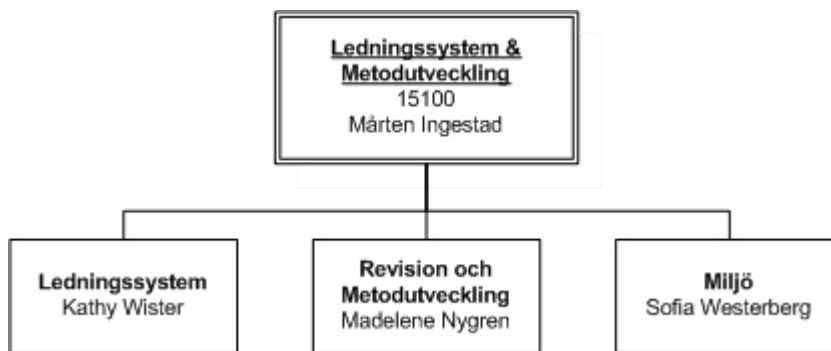 Ledningssystem &
Metodutveckling
15100
Mårten Ingestad
Ledningssystem
Kathy Wister
Revision och
Metodutveckling
Madelene Nygren
Miljö
Sofia Westerberg